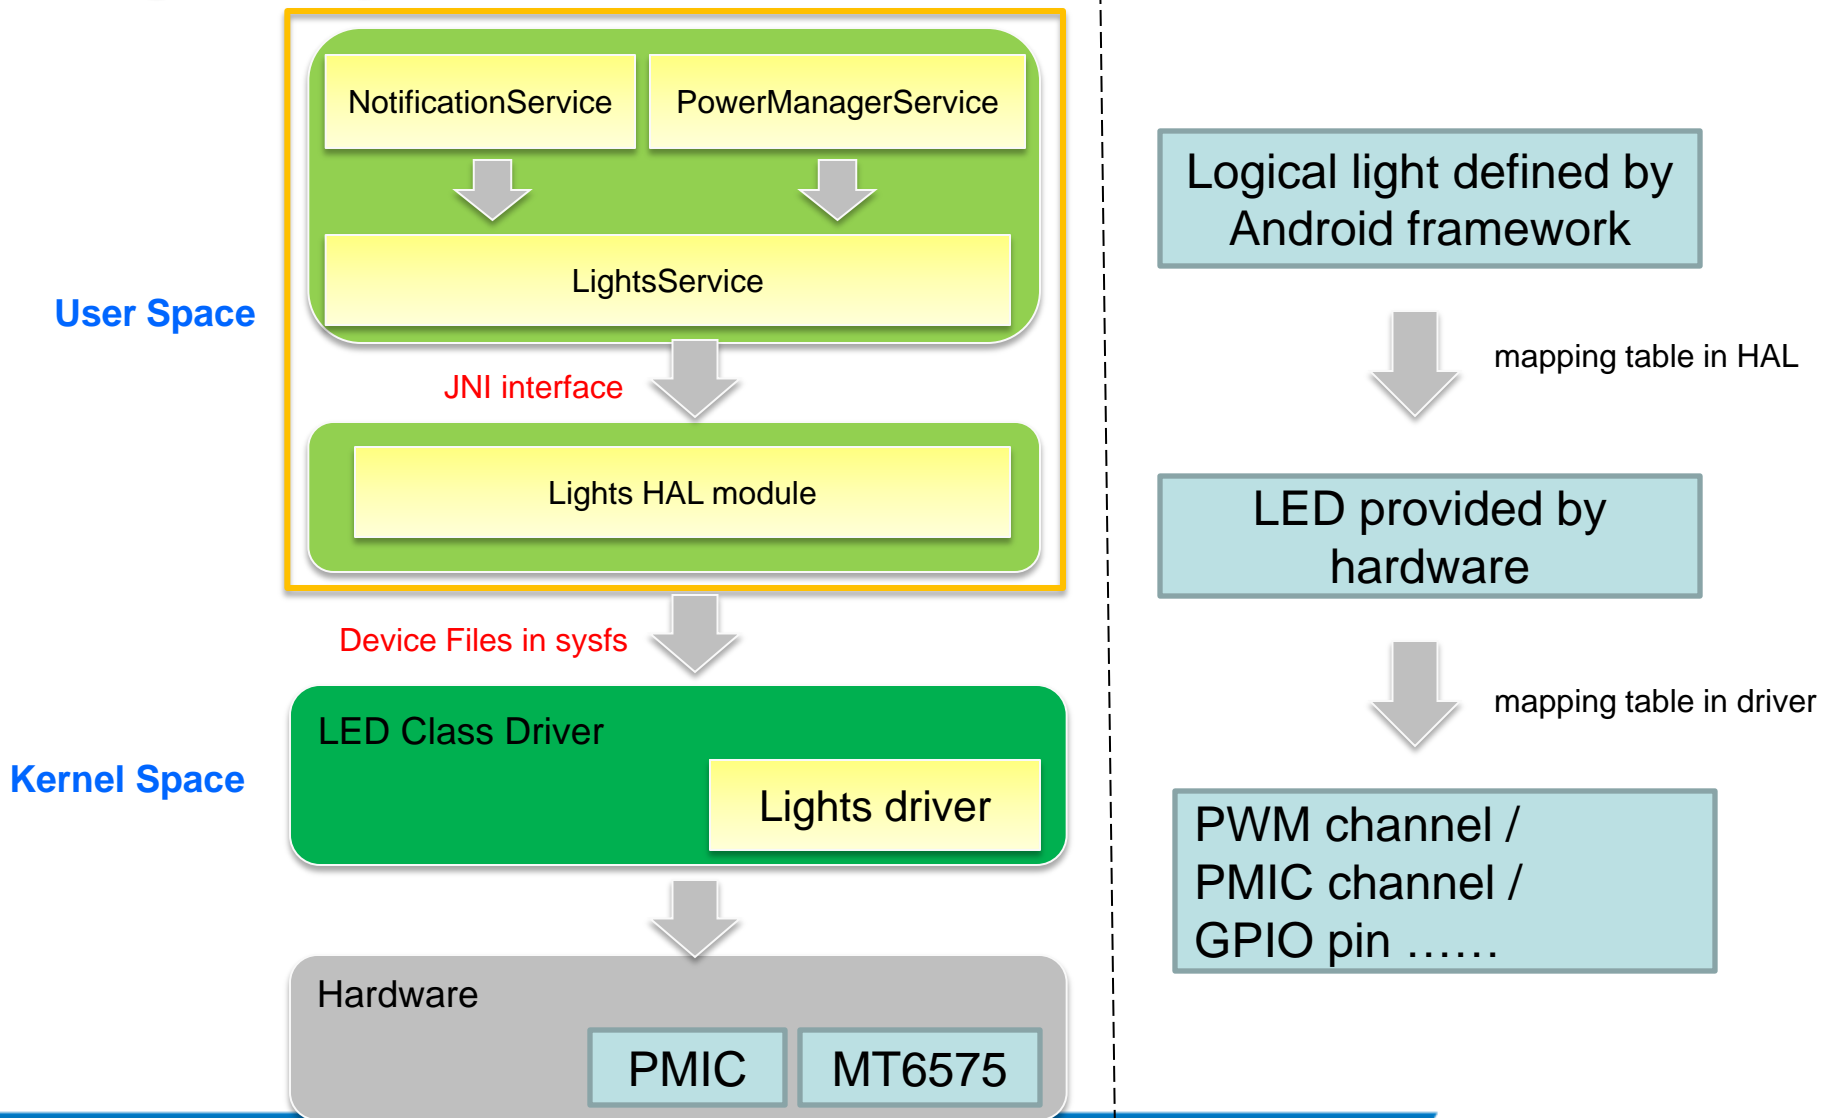 NotificationService
PowerManagerService
LightsService
User Space
JNI interface
Lights HAL module
Device Files in sysfs
LED Class Driver
Lights driver
Kernel Space
Hardware
PMIC
MT6575
Logical light defined by
Android framework
mapping table in HAL
LED provided by
hardware
mapping table in driver
PWM channel /
PMIC channel /
GPIO pin ……